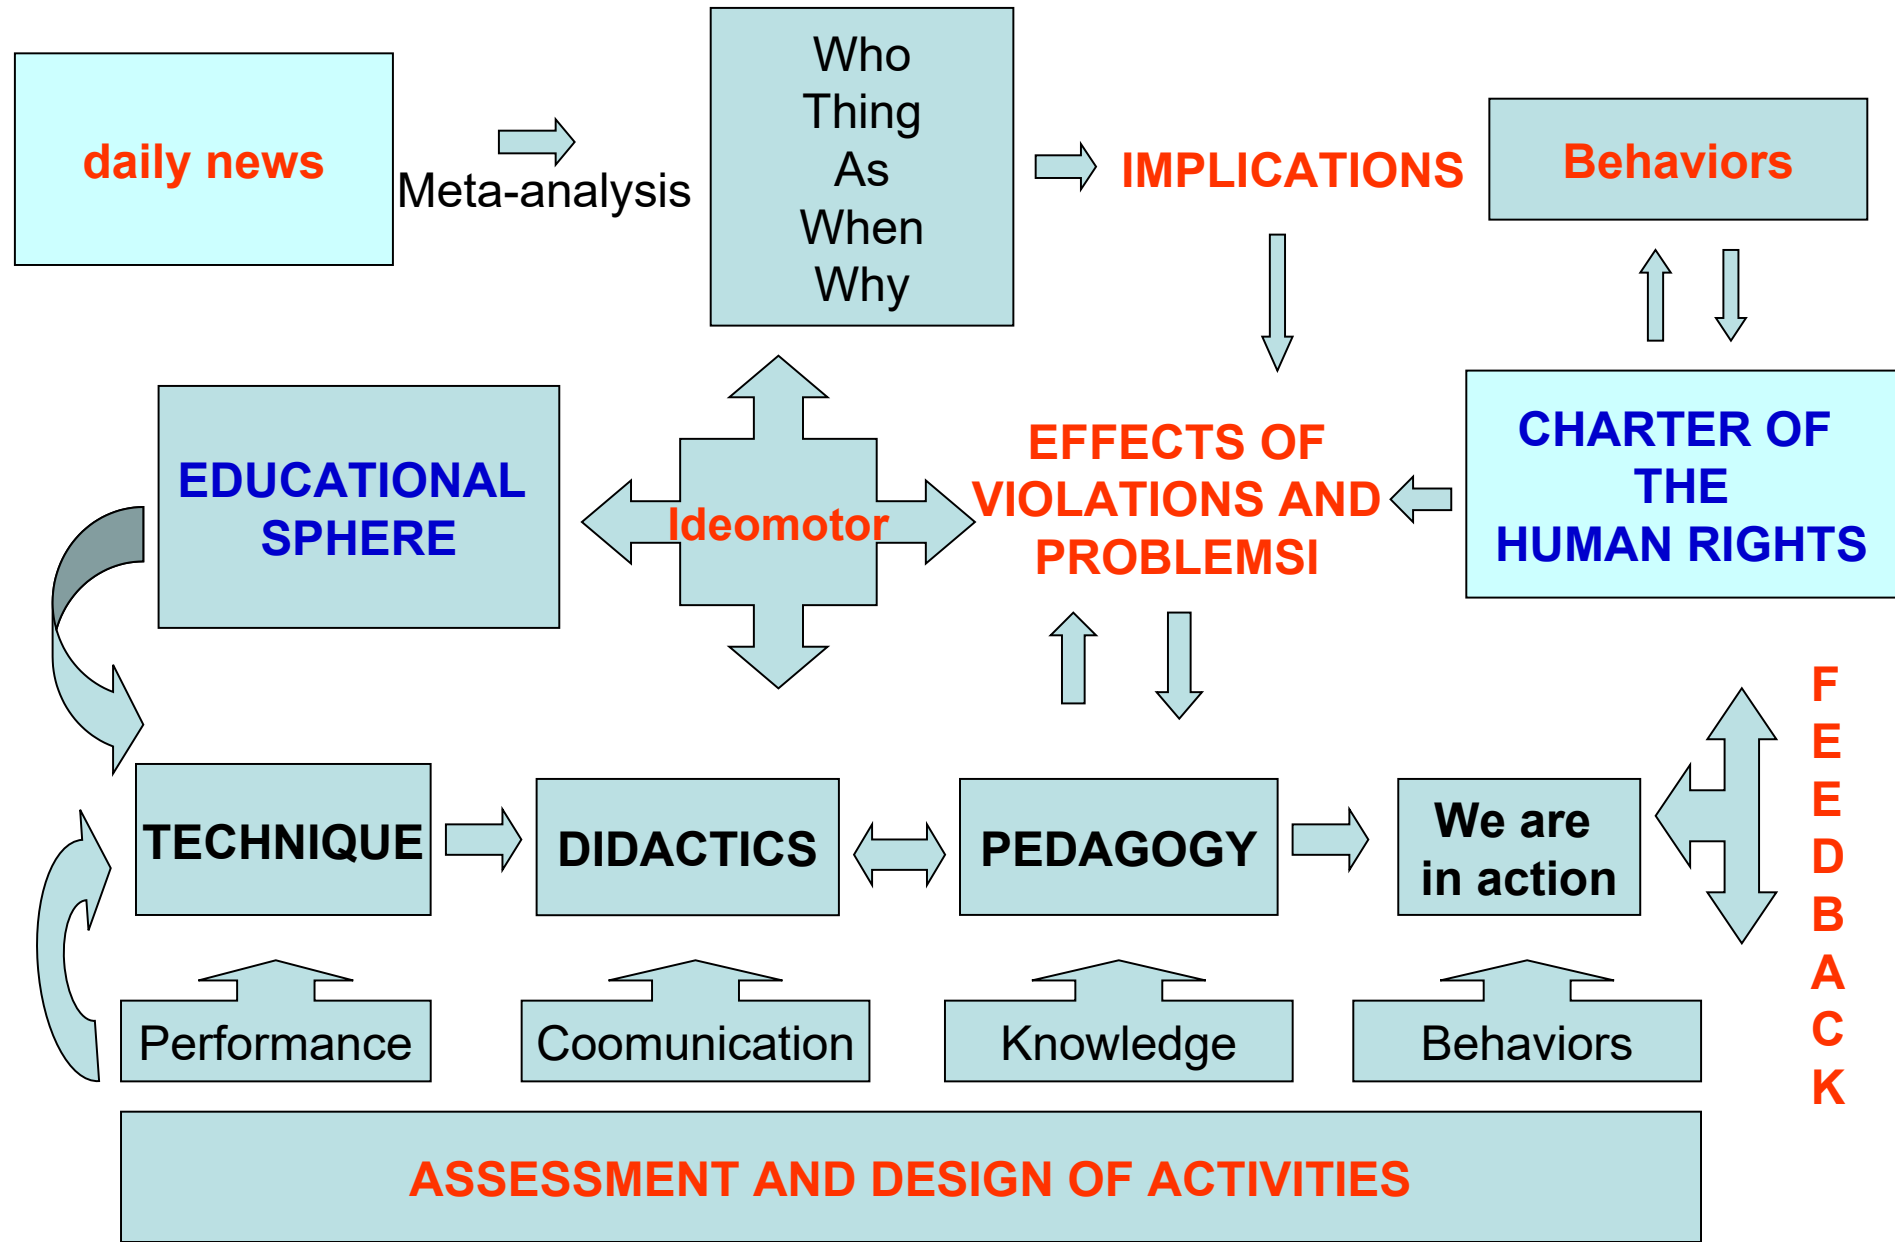 daily news
Meta-analysis
Who
Thing
As
When
Why
IMPLICATIONS
Behaviors
EDUCATIONAL
SPHERE
Ideomotor
EFFECTS OF
VIOLATIONS AND
PROBLEMSI
CHARTER OF
THE
HUMAN RIGHTS
TECHNIQUE
DIDACTICS
PEDAGOGY
We are
in action
F
E
E
D
B
A
C
K
Performance
Coomunication
Knowledge
Behaviors
ASSESSMENT AND DESIGN OF ACTIVITIES